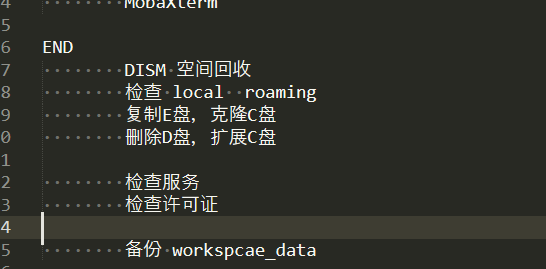 4 MobaXterm
5
6 END
7 DISM 空间回收
8 检查 local  roaming
9 复制E盘, 克隆C盘
0 删除D盘, 扩展C盘
1
2 检查服务
3 检查许可证
4
5 备份 workspcae_data